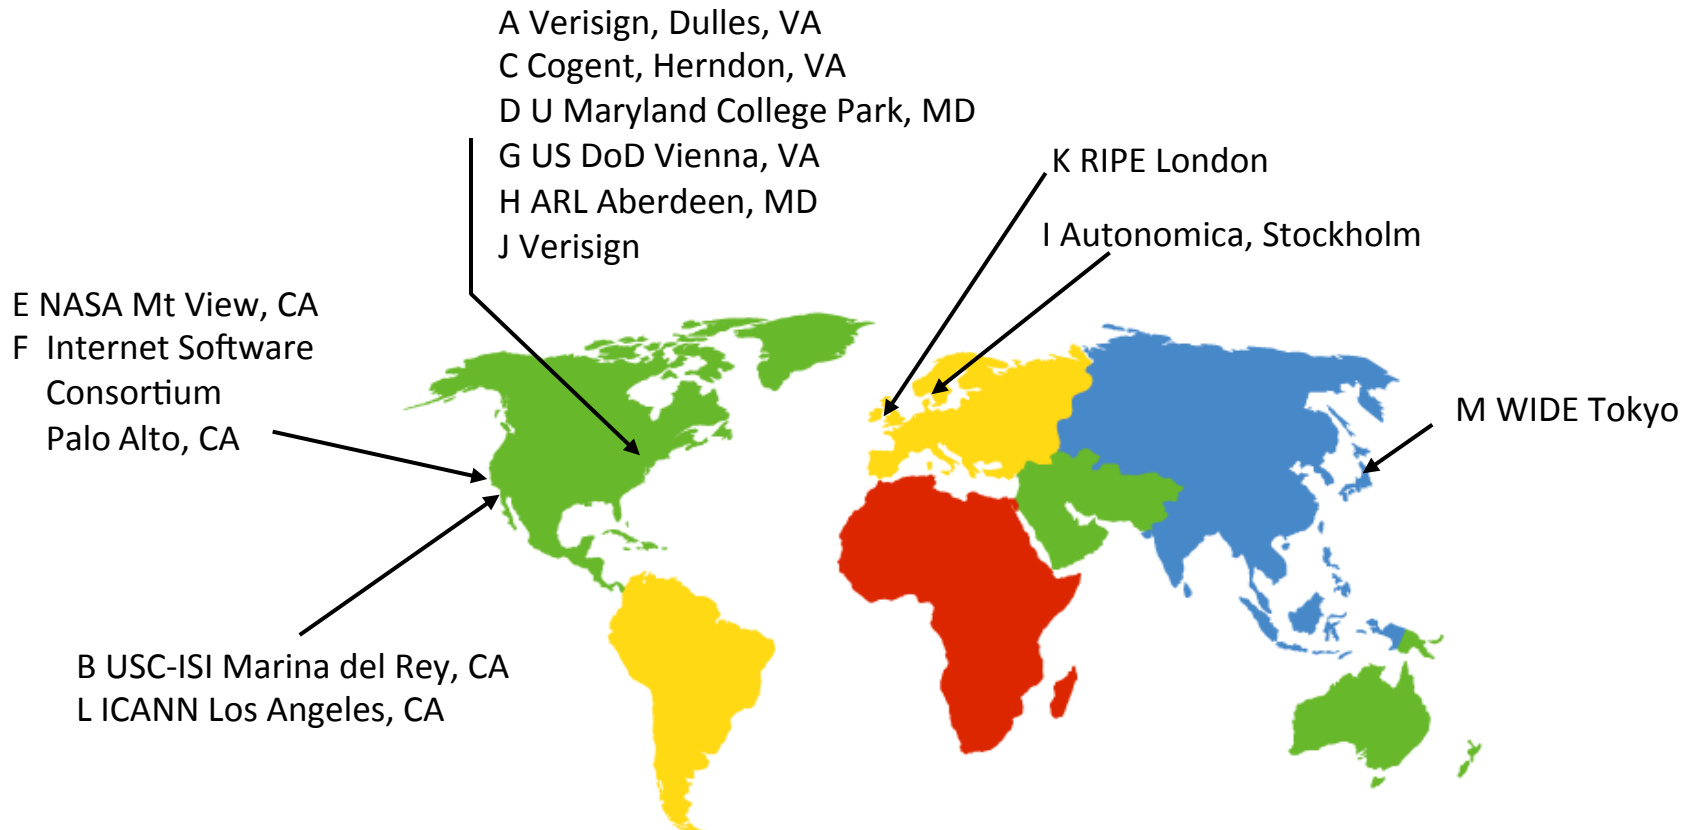 A Verisign, Dulles, VA
C Cogent, Herndon, VA
D U Maryland College Park, MD
G US DoD Vienna, VA
H ARL Aberdeen, MD
J Verisign
K RIPE London
I Autonomica, Stockholm
E NASA Mt View, CA
F Internet Software
Consortium
Palo Alto, CA
M WIDE Tokyo
B USC-ISI Marina del Rey, CA
L ICANN Los Angeles, CA